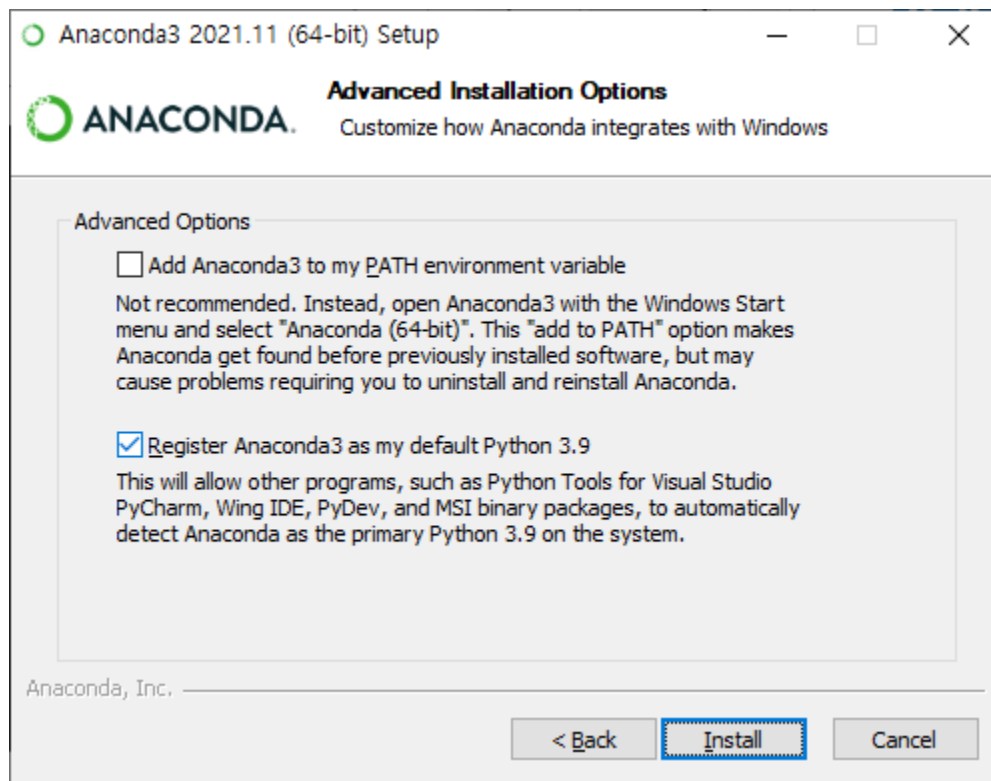 Anaconda3 2021.11 (64-bit) Setup
ANACONDA.
Advanced Installation Options
Customize how Anaconda integrates with Windows
Advanced Options
Add Anaconda3 to my PATH environment variable
Not recommended. Instead, open Anaconda3 with the Windows Start
menu and select "Anaconda (64-bit)". This "add to PATH" option makes
Anaconda get found before previously installed software, but may
cause problems requiring you to uninstall and reinstall Anaconda.
Register Anaconda3 as my default Python 3.9
This will allow other programs, such as Python Tools for Visual Studio
PyCharm, Wing IDE, PyDev, and MSI binary packages, to automatically
detect Anaconda as the primary Python 3.9 on the system.
Anaconda, Inc.
< Back
Install
Cancel